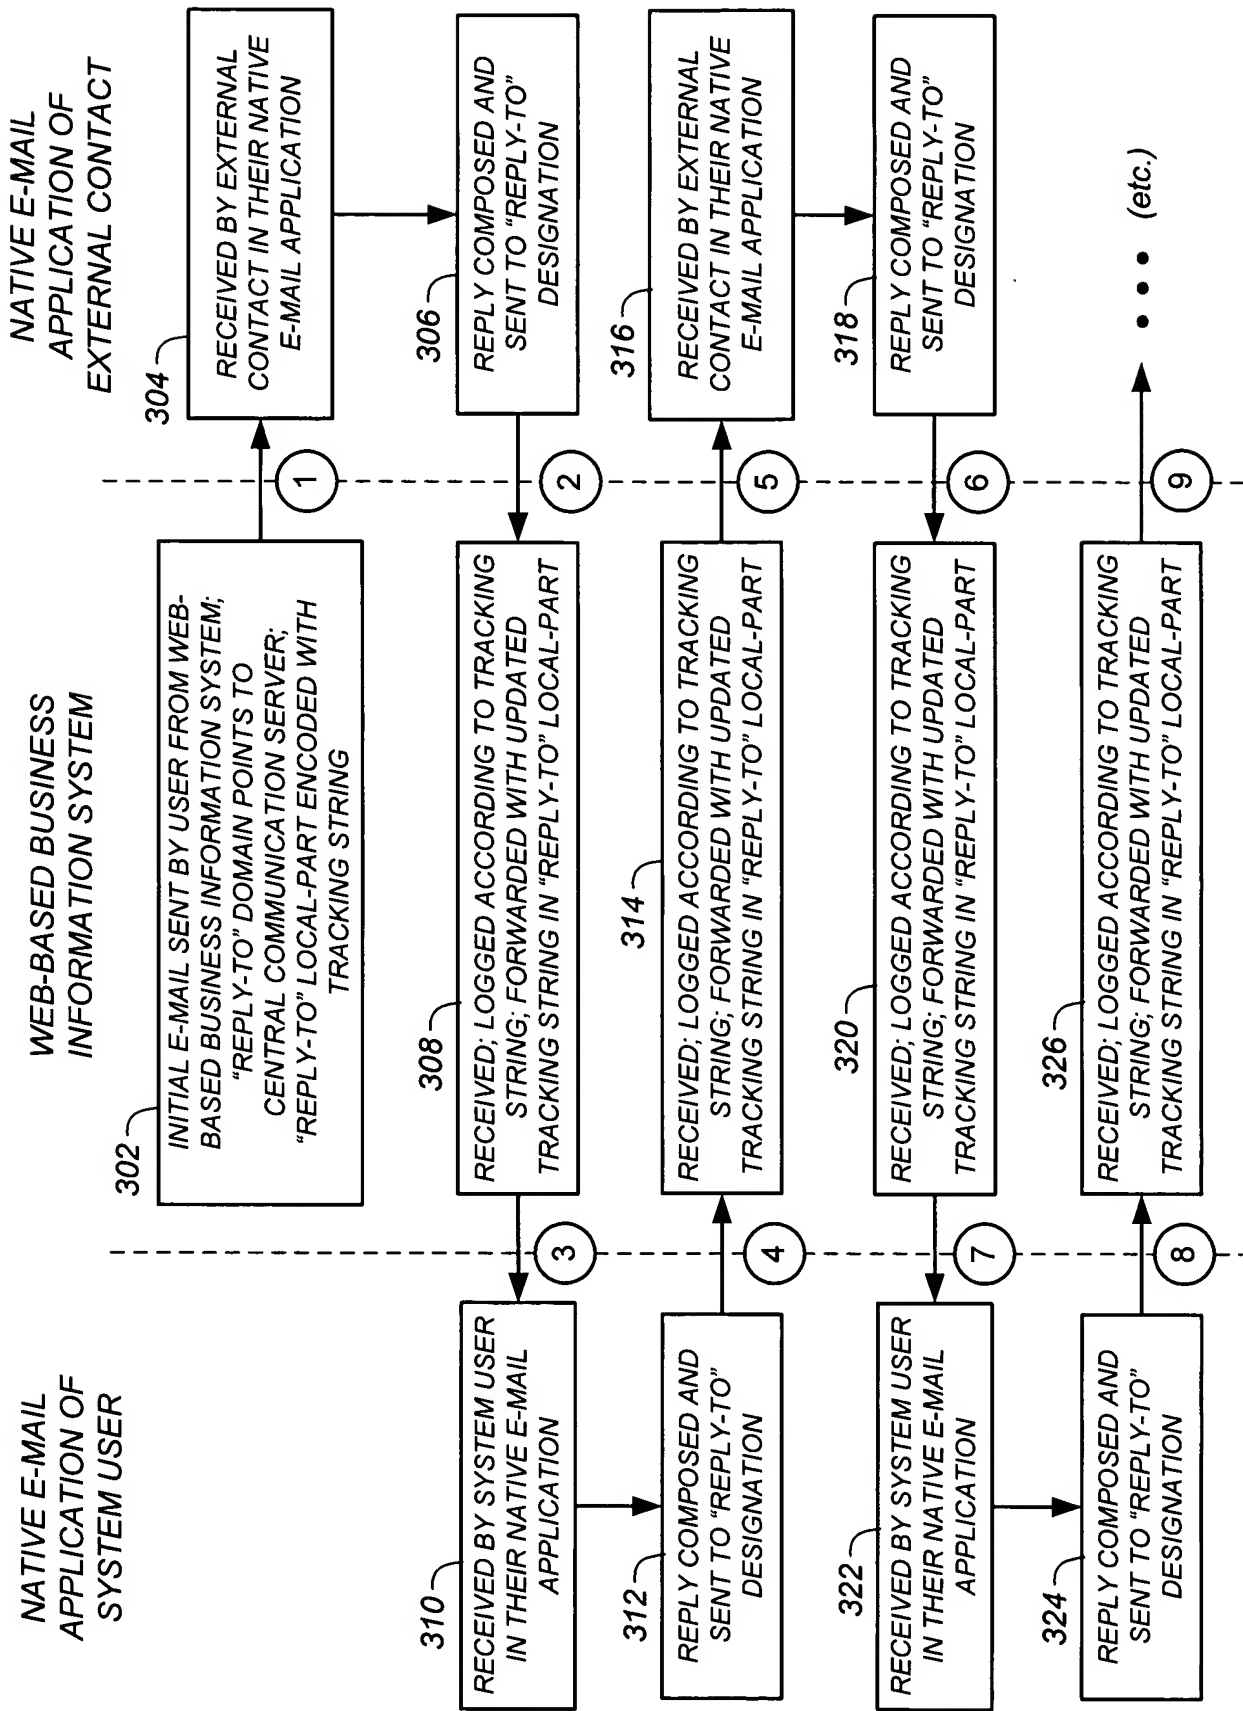 NATIVE E-MAIL
APPLICATION OF
SYSTEM USER
WEB-BASED BUSINESS
INFORMATION SYSTEM
NATIVE E-MAIL
APPLICATION OF
EXTERNAL CONTACT
302
INITIAL E-MAIL SENT BY USER FROM WEB-
BASED BUSINESS INFORMATION SYSTEM;
“REPLY-TO” DOMAIN POINTS TO
CENTRAL COMMUNICATION SERVER;
“REPLY-TO” LOCAL-PART ENCODED WITH
TRACKING STRING
1
304
RECEIVED BY EXTERNAL
CONTACT IN THEIR NATIVE
E-MAIL APPLICATION
306
REPLY COMPOSED AND
SENT TO “REPLY-TO”
DESIGNATION
2
308
RECEIVED; LOGGED ACCORDING TO TRACKING
STRING; FORWARDED WITH UPDATED
TRACKING STRING IN “REPLY-TO” LOCAL-PART
3
310
RECEIVED BY SYSTEM USER
IN THEIR NATIVE E-MAIL
APPLICATION
312
REPLY COMPOSED AND
SENT TO “REPLY-TO”
DESIGNATION
4
314
RECEIVED; LOGGED ACCORDING TO TRACKING
STRING; FORWARDED WITH UPDATED
TRACKING STRING IN “REPLY-TO” LOCAL-PART
5
316
RECEIVED BY EXTERNAL
CONTACT IN THEIR NATIVE
E-MAIL APPLICATION
318
REPLY COMPOSED AND
SENT TO “REPLY-TO”
DESIGNATION
6
320
RECEIVED; LOGGED ACCORDING TO TRACKING
STRING; FORWARDED WITH UPDATED
TRACKING STRING IN “REPLY-TO” LOCAL-PART
7
322
RECEIVED BY SYSTEM USER
IN THEIR NATIVE E-MAIL
APPLICATION
324
REPLY COMPOSED AND
SENT TO “REPLY-TO”
DESIGNATION
8
326
RECEIVED; LOGGED ACCORDING TO TRACKING
STRING; FORWARDED WITH UPDATED
TRACKING STRING IN “REPLY-TO” LOCAL-PART
9
• • • (etc.)